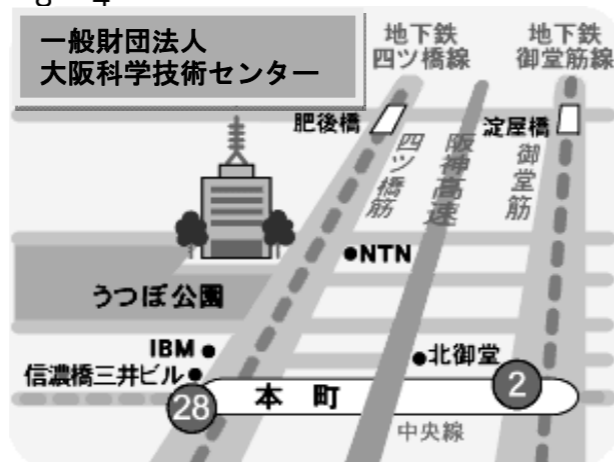 一般財団法人
大阪科学技術センター
地下鉄
四ツ橋線
地下鉄
御堂筋線
肥後橋
淀屋橋
四ツ橋筋
阪神高速
御堂筋
●NTN
うつぼ公園
IBM●
信濃橋三井ビル●
●北御堂
28
本町
2
中央線